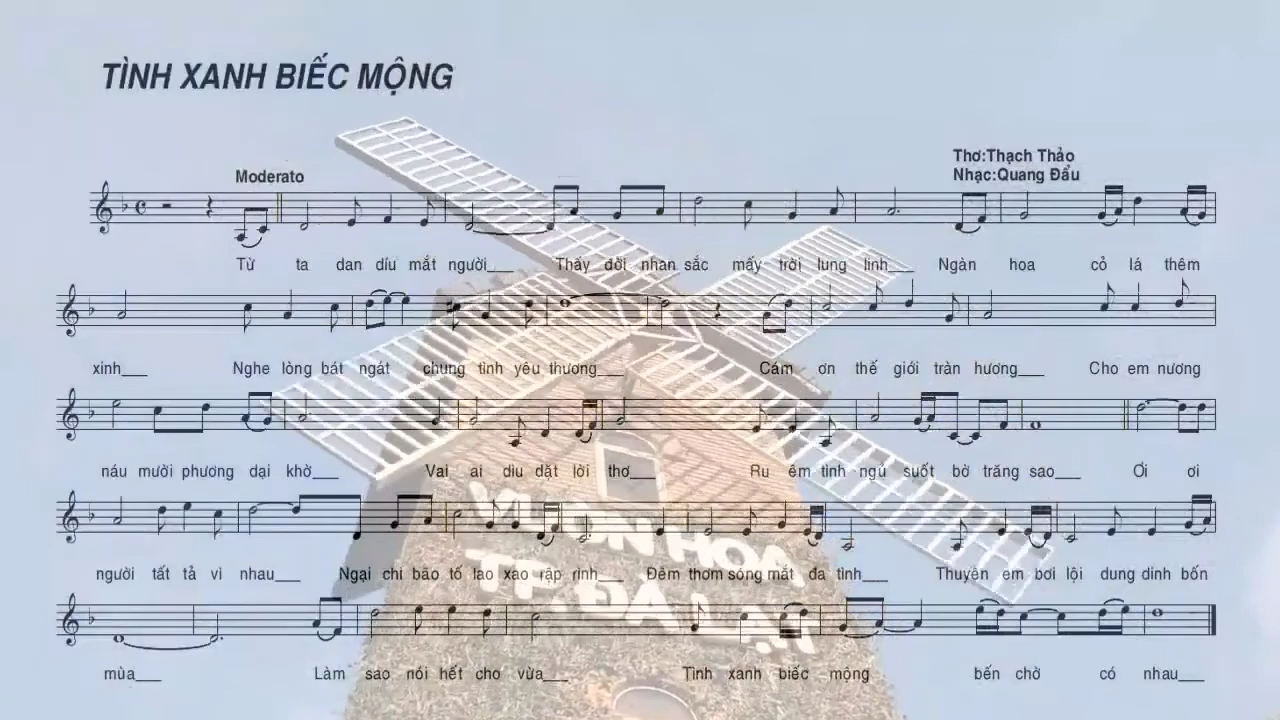 TÌNH XANH BIẾC MỘNG
Thơ:Thạch Thảo
Moderato
Nhạc:Quang Đẩu
Từ ta dan díu mắt người___ Thấy đời nhan sắc mấy trời lung linh___ Ngàn hoa cỏ lá thêm
xinh___ Nghe lòng bát ngát chung tình yêu thương___ Cám ơn thế giới tràn hương___ Cho em nương
náu mười phương dại khờ___ Vai ai dìu dặt lời thơ___ Ru êm tình ngủ suốt bờ trăng sao___ Ơi ơi
người tất tả vì nhau___ Ngại chi bão tố lao xao rập rình___ Đêm thơm sóng mắt đa tình___ Thuyền em bơi lội dung dinh bốn
mùa___ Làm sao nói hết cho vừa___ Tình xanh biếc mộng bến chờ có nhau___
VƯỜN HOA
TP. ĐÀ LẠT